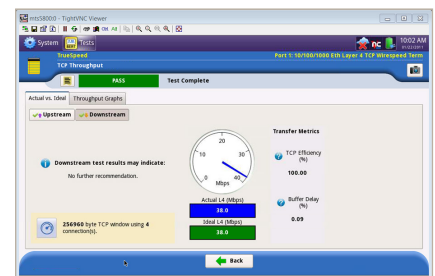 mts5800:0 - TightVNC Viewer
System Tests
10:02 AM
TrueSpeed
Port 1: 10/100/1000 Eth Layer 4 TCP Wirespeed Term
TCP Throughput
PASS
Test Complete
Actual vs. Ideal Throughput Graphs
Upstream Downstream
Downstream test results may indicate:
No further recommendation.
20
10 30
0 40
Mbps
Actual L4 (Mbps)
38.0
Ideal L4 (Mbps)
38.0
Transfer Metrics
TCP Efficiency
(%)
100.00
Buffer Delay
(%)
0.09
256960 byte TCP window using 4
connection(s).
Back